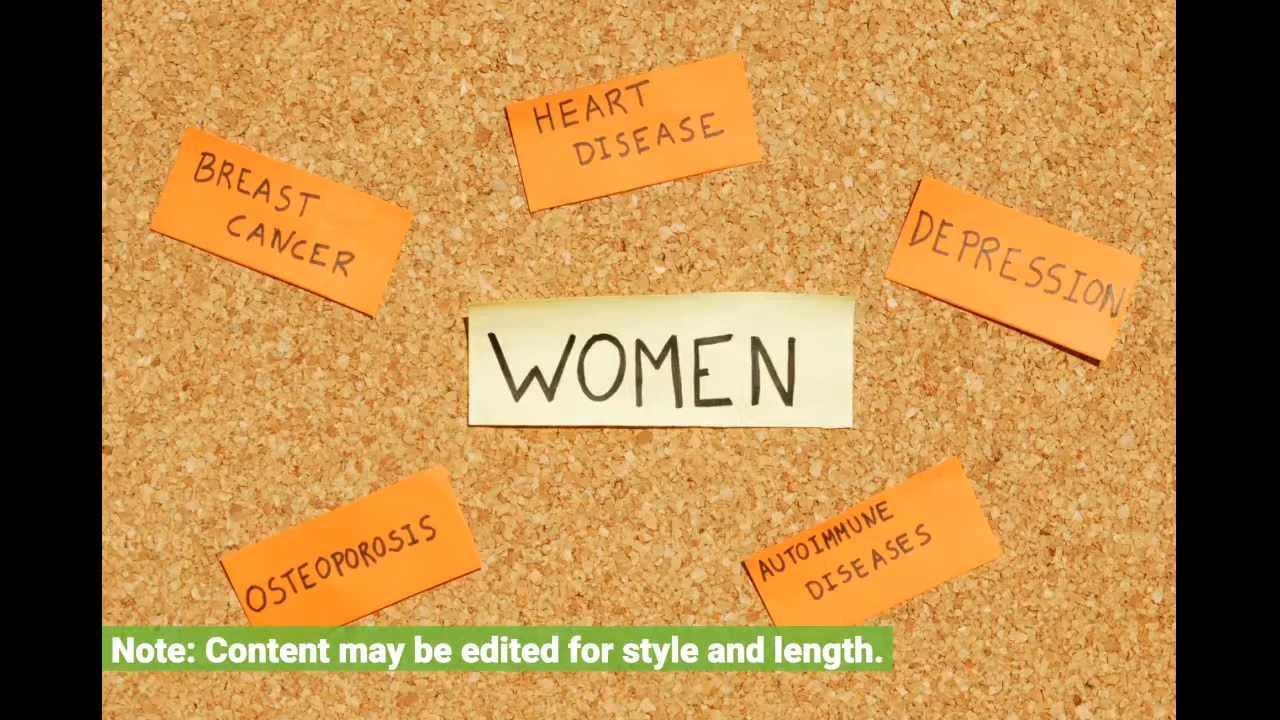 HEART
DISEASE
BREAST
CANCER
DEPRESSION
WOMEN
OSTEOPOROSIS
AUTOIMMUNE
DISEASES
Note: Content may be edited for style and length.